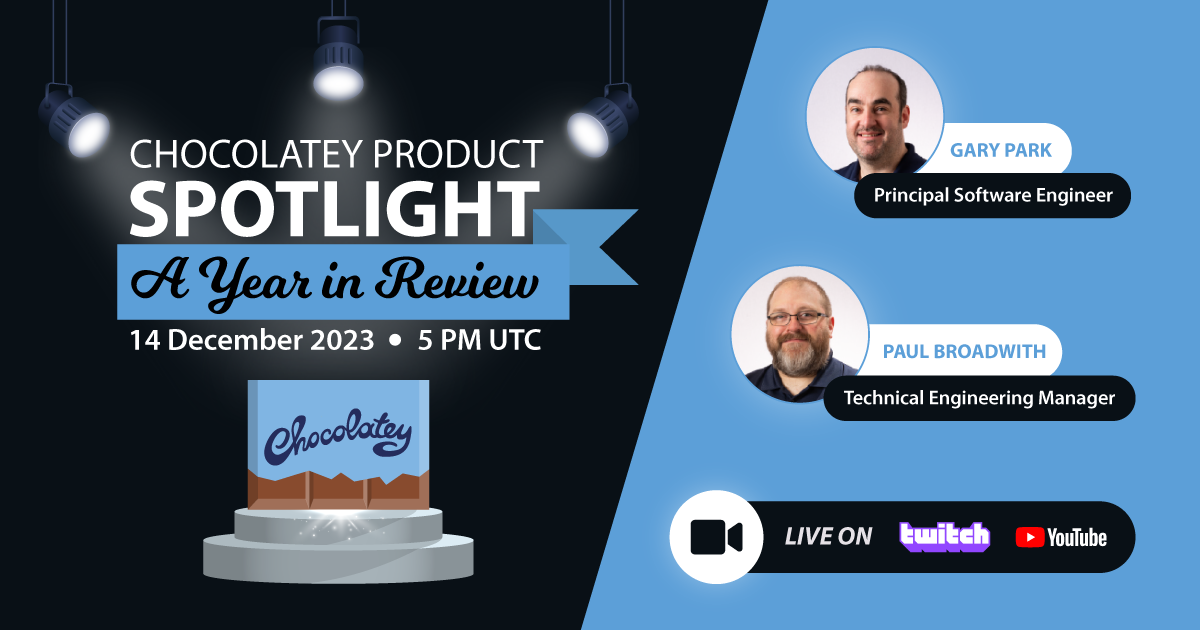 CHOCOLATEY PRODUCT
SPOTLIGHT
A Year in Review
14 December 2023 • 5 PM UTC
Chocolatey
GARY PARK
Principal Software Engineer
PAUL BROADWITH
Technical Engineering Manager
LIVE ON twitch YouTube